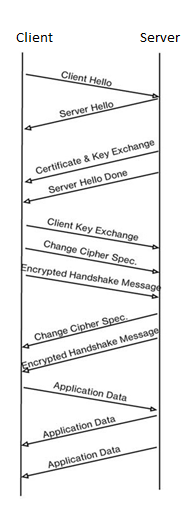 Client Server
Client Hello
Server Hello
Certificate & Key Exchange
Server Hello Done
Client Key Exchange
Change Cipher Spec.
Encrypted Handshake Message
Change Cipher Spec.
Encrypted Handshake Message
Application Data
Application Data
Application Data